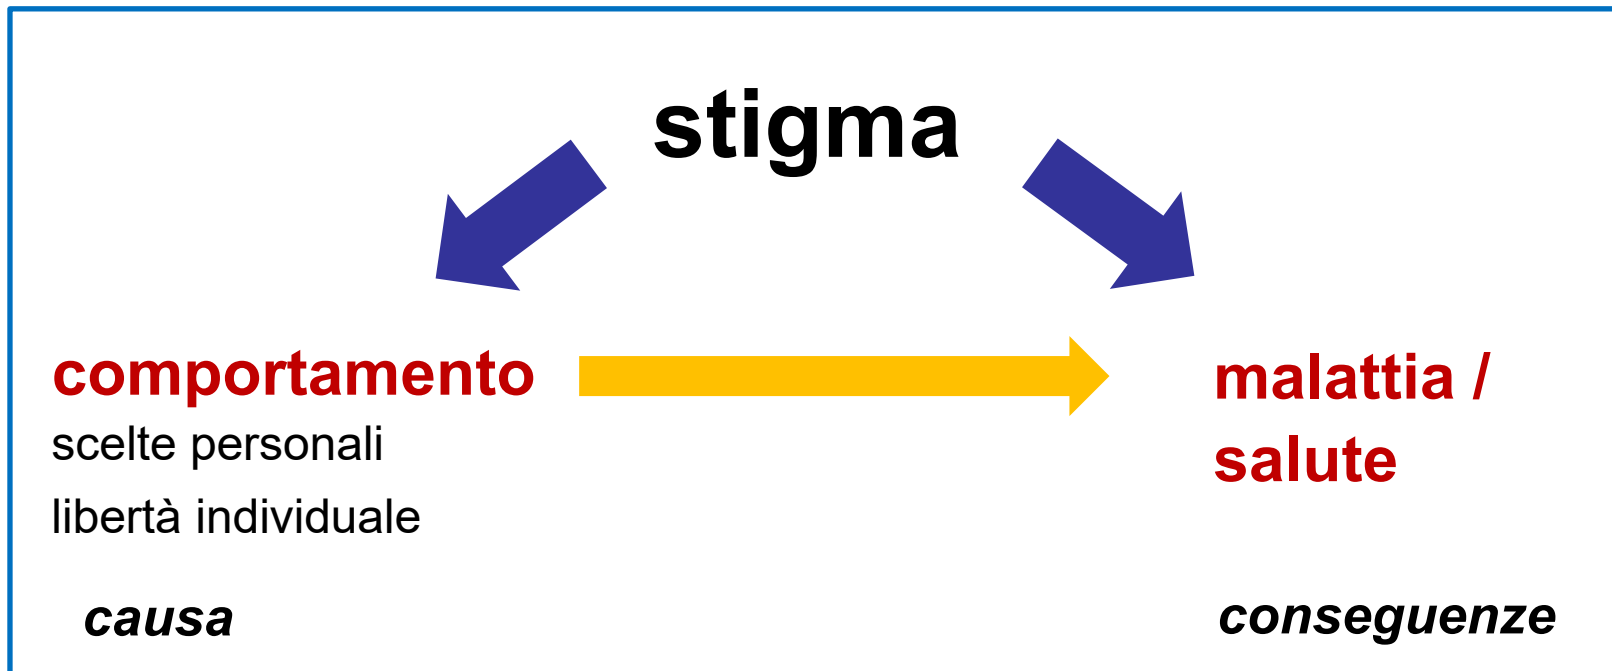 stigma
comportamento
scelte personali
libertà individuale
causa
malattia /
salute
conseguenze